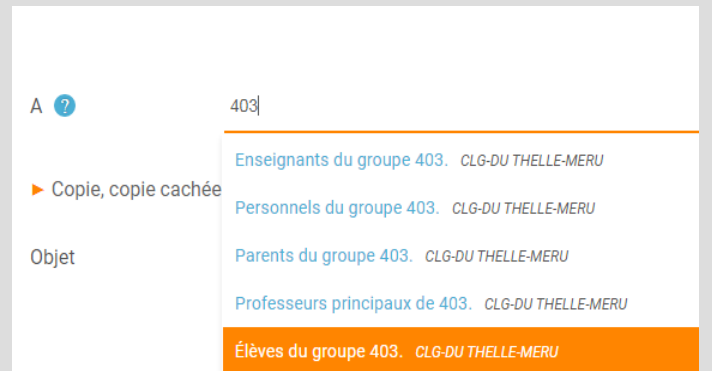 A ? 403
Enseignants du groupe 403. CLG-DU THELLE-MERU
Copie, copie cachée
Personnels du groupe 403. CLG-DU THELLE-MERU
Objet
Parents du groupe 403. CLG-DU THELLE-MERU
Professeurs principaux de 403. CLG-DU THELLE-MERU
Élèves du groupe 403. CLG-DU THELLE-MERU